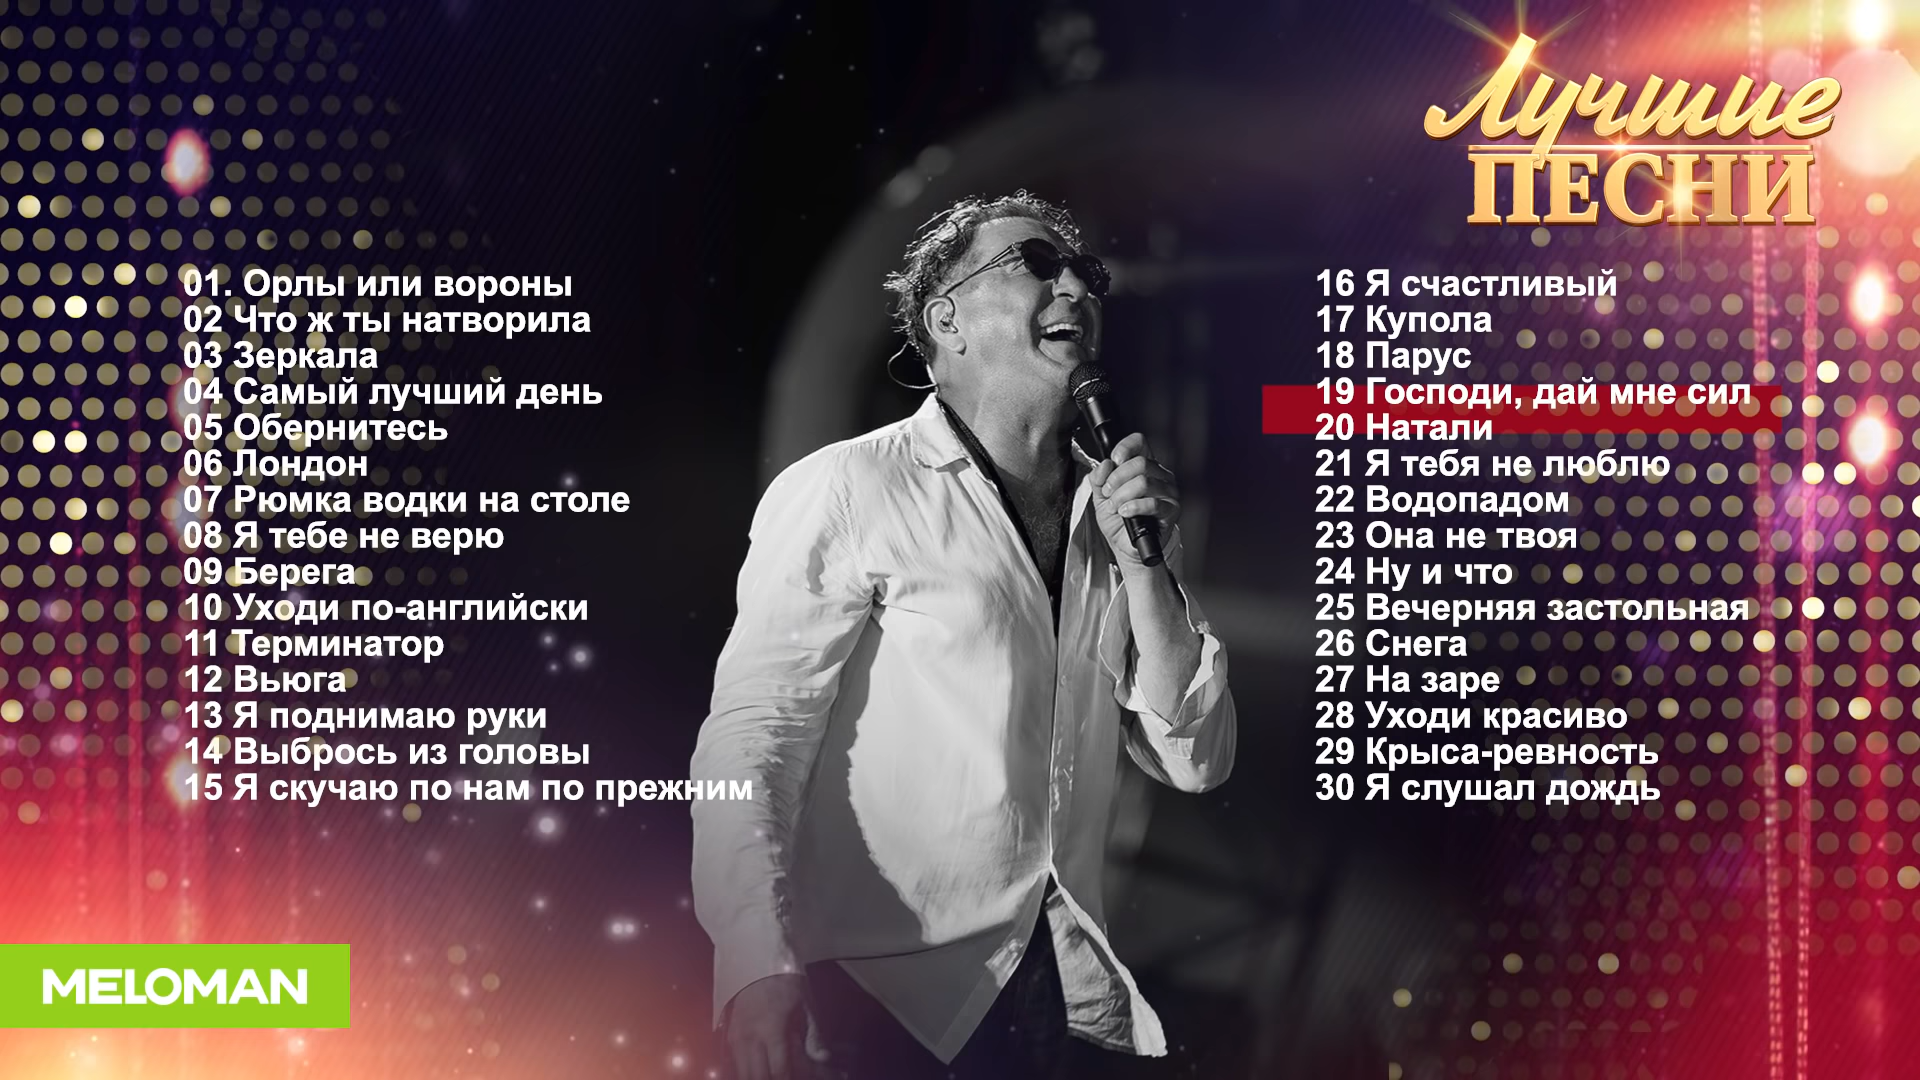 Лучшие
ПЕСНИ
01. Орлы или вороны
02 Что ж ты натворила
03 Зеркала
04 Самый лучший день
05 Обернитесь
06 Лондон
07 Рюмка водки на столе
08 Я тебе не верю
09 Берега
10 Уходи по-английски
11 Терминатор
12 Вьюга
13 Я поднимаю руки
14 Выбрось из головы
15 Я скучаю по нам по прежним
16 Я счастливый
17 Купола
18 Парус
19 Господи, дай мне сил
20 Натали
21 Я тебя не люблю
22 Водопадом
23 Она не твоя
24 Ну и что
25 Вечерняя застольная
26 Снега
27 На заре
28 Уходи красиво
29 Крыса-ревность
30 Я слушал дождь
MELOMAN